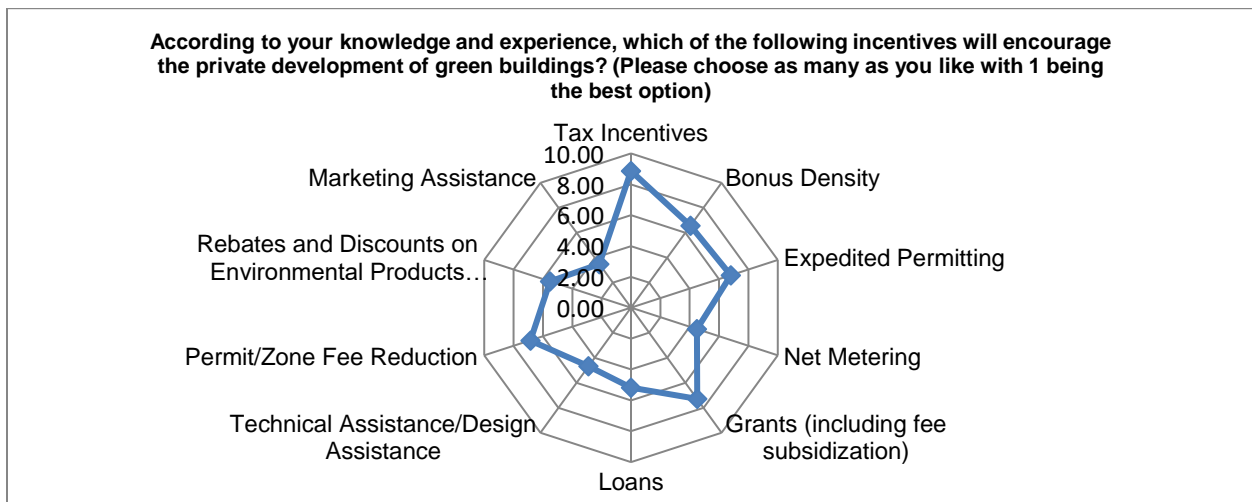 According to your knowledge and experience, which of the following incentives will encourage
the private development of green buildings? (Please choose as many as you like with 1 being
the best option)
Tax Incentives
10.00
8.00
6.00
4.00
2.00
0.00
Bonus Density
Expedited Permitting
Net Metering
Grants (including fee
subsidization)
Loans
Technical Assistance/Design
Assistance
Permit/Zone Fee Reduction
Rebates and Discounts on
Environmental Products…
Marketing Assistance